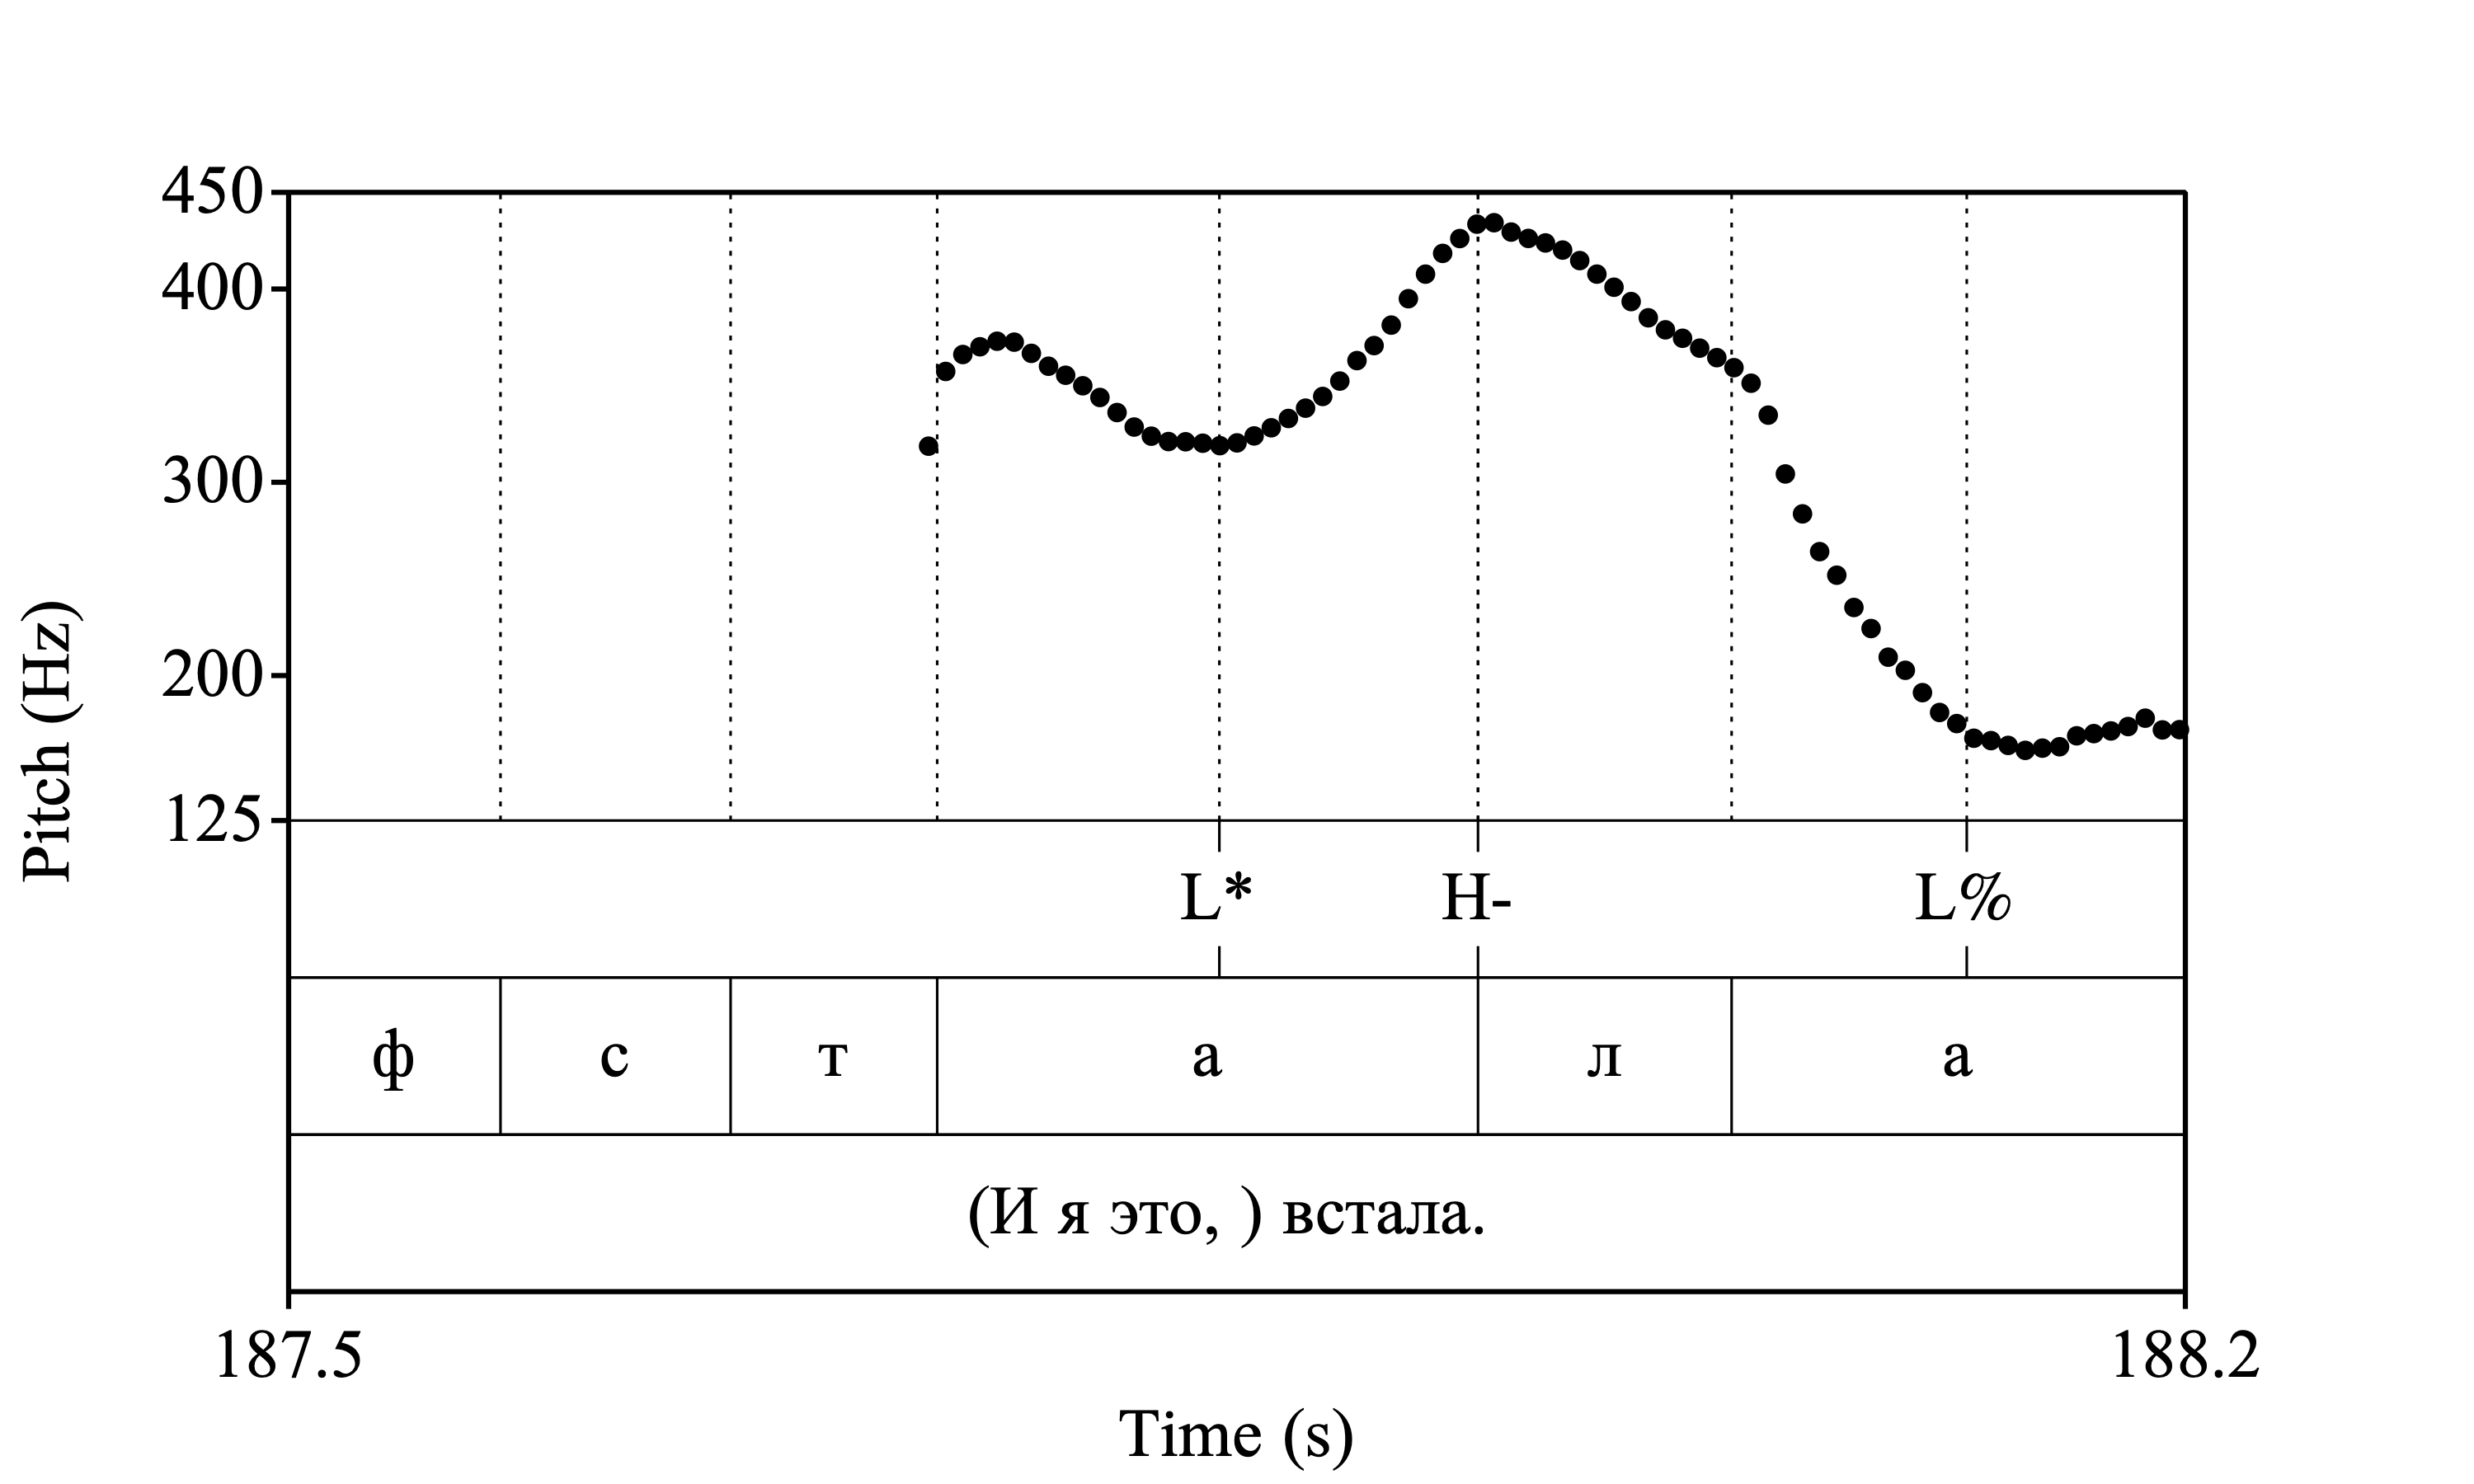 450
400
300
200
125
Pitch (Hz)
L* H- L%
ф с т а л а
(И я это, ) встала.
187.5 188.2
Time (s)